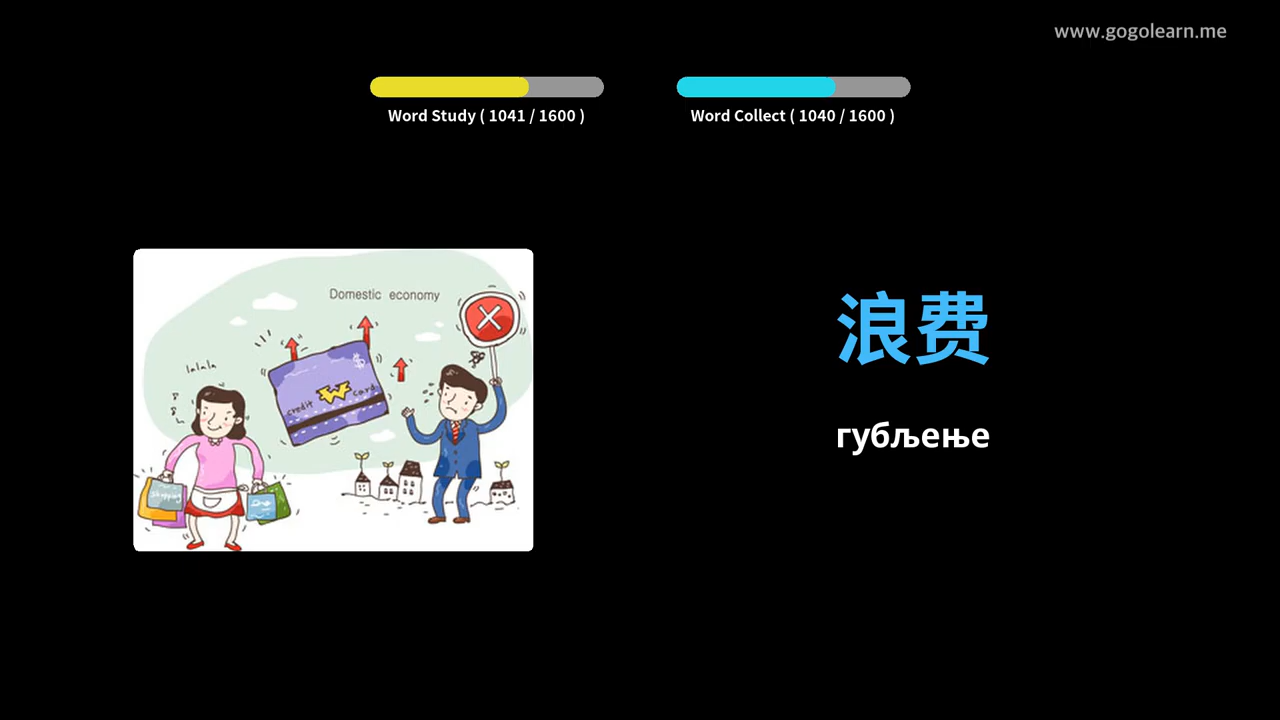 www.gogolearn.me
Word Study ( 1041 / 1600 )
Word Collect ( 1040 / 1600 )
Domestic economy
lalala
$
W
credit card
Shopping
浪费
губљење